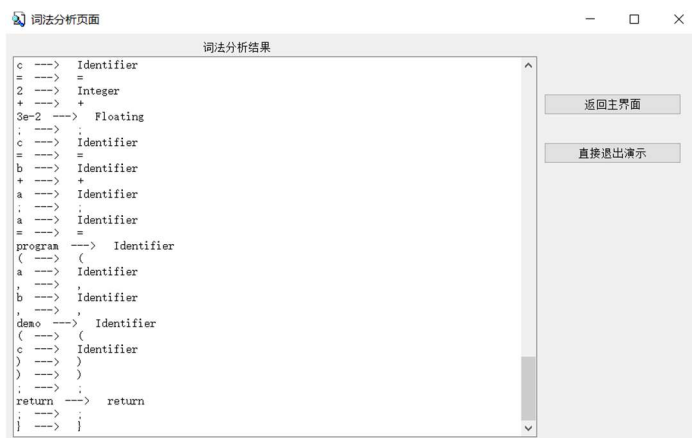 词法分析页面
词法分析结果
c ---> Identifier
= ---> =
2 ---> Integer
+ ---> +
3e-2 ---> Floating
; ---> ;
c ---> Identifier
= ---> =
b ---> Identifier
+ ---> +
a ---> Identifier
; ---> ;
a ---> Identifier
= ---> =
program ---> Identifier
( ---> (
a ---> Identifier
, ---> ,
b ---> Identifier
, ---> ,
demo ---> Identifier
( ---> (
c ---> Identifier
) ---> )
) ---> )
; ---> ;
return ---> return
; ---> ;
} ---> }
返回主界面
直接退出演示